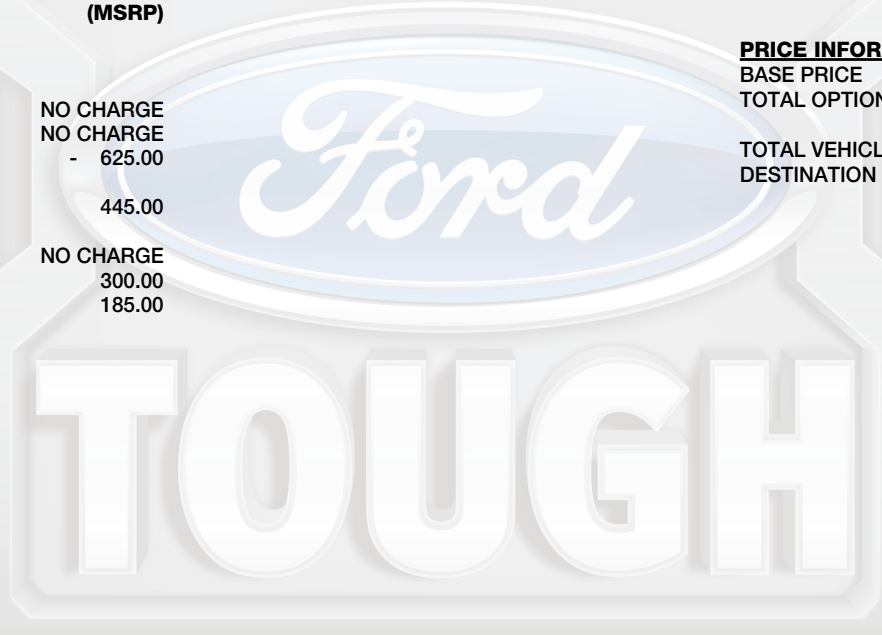 (MSRP)
NO CHARGE
NO CHARGE
- 625.00
445.00
NO CHARGE
300.00
185.00
PRICE INFOR
BASE PRICE
TOTAL OPTION
TOTAL VEHICL
DESTINATION
Ford
TOUGH